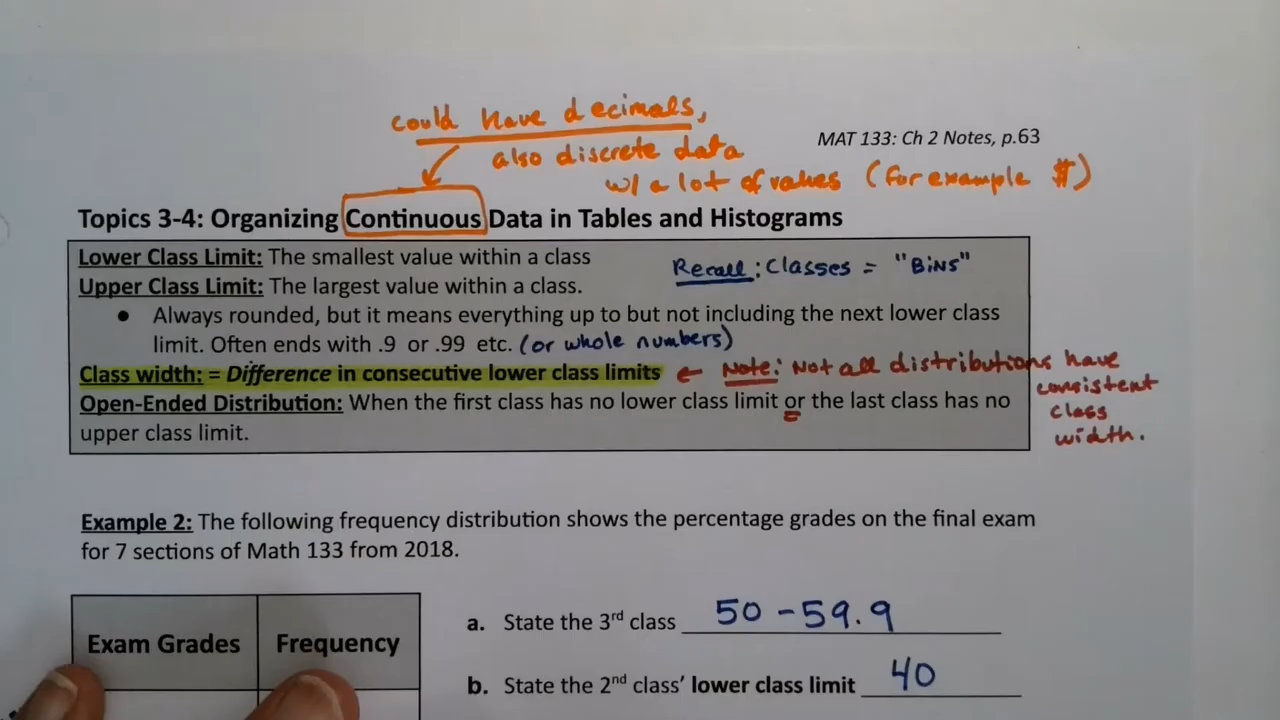 could have decimals,
also discrete data
MAT 133: Ch 2 Notes, p.63
w/ a lot of values (for example $)
Topics 3-4: Organizing Continuous Data in Tables and Histograms
Lower Class Limit: The smallest value within a class
Recall: Classes = "BiNS"
Upper Class Limit: The largest value within a class.
• Always rounded, but it means everything up to but not including the next lower class
limit. Often ends with .9 or .99 etc. (or whole numbers)
Class width: = Difference in consecutive lower class limits ← Note: Not all distributions have
consistent
class
width.
Open-Ended Distribution: When the first class has no lower class limit or the last class has no
upper class limit.
Example 2: The following frequency distribution shows the percentage grades on the final exam
for 7 sections of Math 133 from 2018.
Exam Grades Frequency
a. State the 3rd class 50 - 59.9
b. State the 2nd class' lower class limit 40